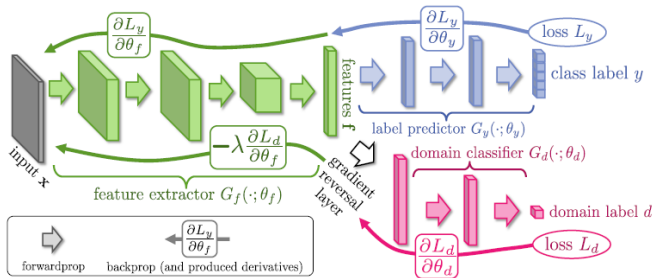 ∂L_y/∂θ_f
∂L_y/∂θ_y
loss L_y
class label y
features f
label predictor G_y(·;θ_y)
input x
−λ ∂L_d/∂θ_f
gradient reversal layer
domain classifier G_d(·;θ_d)
feature extractor G_f(·;θ_f)
domain label d
∂L_d/∂θ_d
loss L_d
∂L_y/∂θ_f
forwardprop
backprop (and produced derivatives)